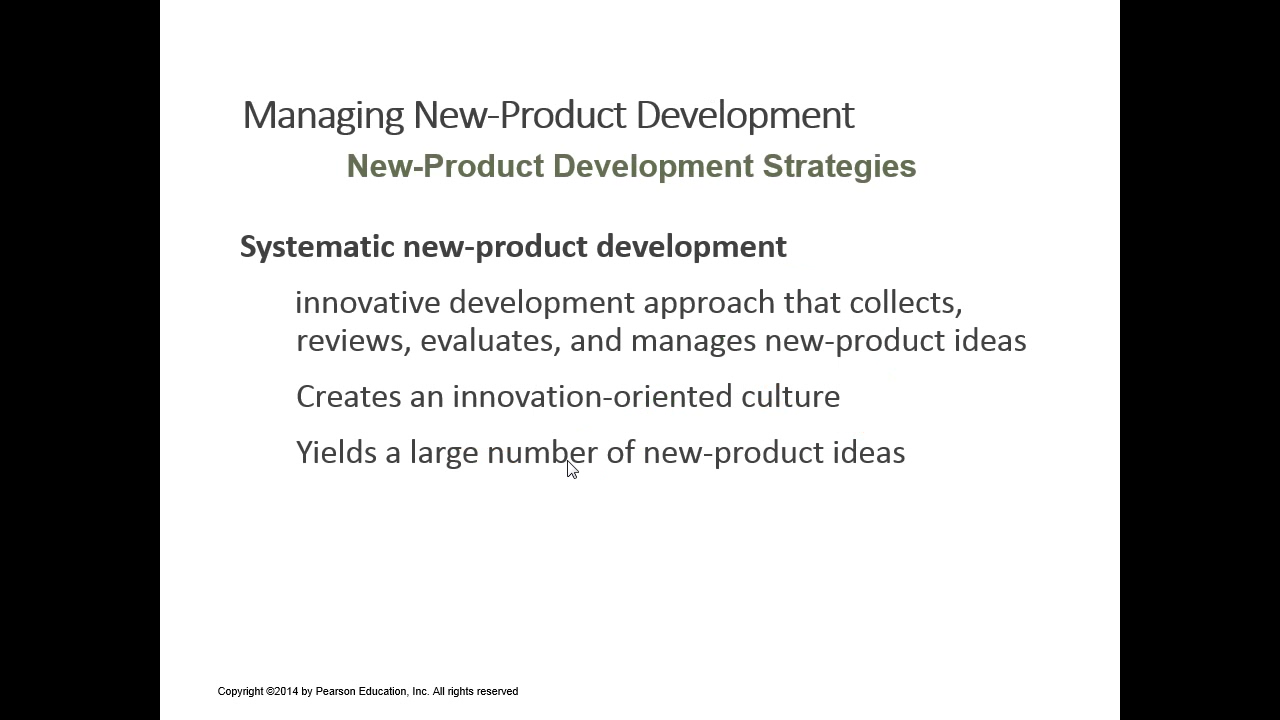 Managing New-Product Development
New-Product Development Strategies
Systematic new-product development
innovative development approach that collects,
reviews, evaluates, and manages new-product ideas
Creates an innovation-oriented culture
Yields a large number of new-product ideas
Copyright ©2014 by Pearson Education, Inc. All rights reserved